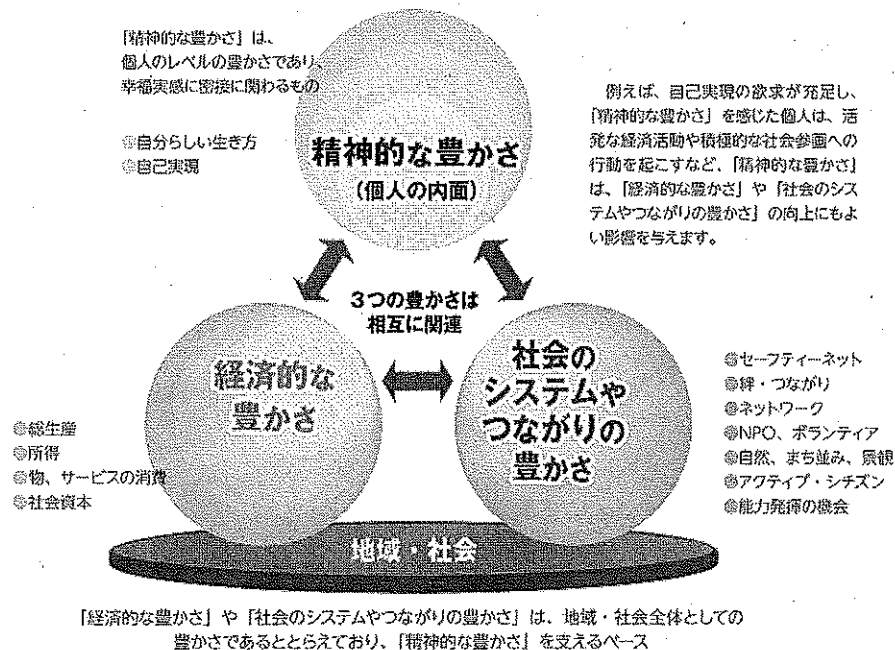 「精神的な豊かさ」は、
個人のレベルの豊かさであり、
幸福実感に密接に関わるもの
◎自分らしい生き方
◎自己実現
精神的な豊かさ
(個人の内面)
例えば、自己実現の欲求が充足し、
「精神的な豊かさ」を感じた個人は、活
発な経済活動や積極的な社会参画への
行動を起こすなど、「精神的な豊かさ」
は、「経済的な豊かさ」や「社会のシス
テムやつながりの豊かさ」の向上にもよ
い影響を与えます。
3つの豊かさは
相互に関連
経済的な
豊かさ
◎総生産
◎所得
◎物、サービスの消費
◎社会資本
社会の
システムや
つながりの
豊かさ
◎セーフティーネット
◎絆・つながり
◎ネットワーク
◎NPO、ボランティア
◎自然、まち並み、景観
◎アクティブ・シチズン
◎能力発揮の機会
地域・社会
「経済的な豊かさ」や「社会のシステムやつながりの豊かさ」は、地域・社会全体としての
豊かさであるととらえており、「精神的な豊かさ」を支えるベース